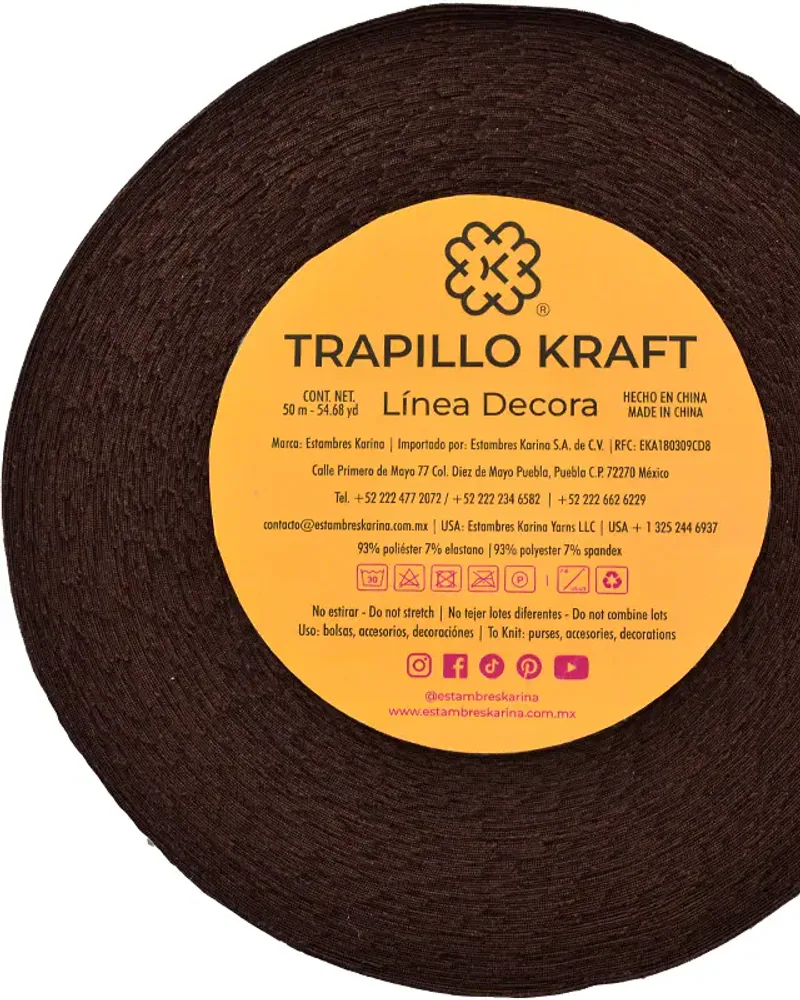 K
®
TRAPILLO KRAFT
CONT. NET.
50 m - 54.68 yd
Línea Decora
HECHO EN CHINA
MADE IN CHINA
Marca: Estambres Karina | Importado por: Estambres Karina S.A. de C.V. | RFC: EKA180309CD8
Calle Primero de Mayo 77 Col. Diez de Mayo Puebla, Puebla C.P. 72270 México
Tel. +52 222 477 2072 / +52 222 234 6582 | +52 222 662 6229
contacto@estambreskarina.com.mx | USA: Estambres Karina Yarns LLC | USA + 1 325 244 6937
93% poliéster 7% elastano | 93% polyester 7% spandex
30 P
No estirar - Do not stretch | No tejer lotes diferentes - Do not combine lots
Uso: bolsas, accesorios, decoraciónes | To Knit: purses, accesories, decorations
@estambreskarina
www.estambreskarina.com.mx